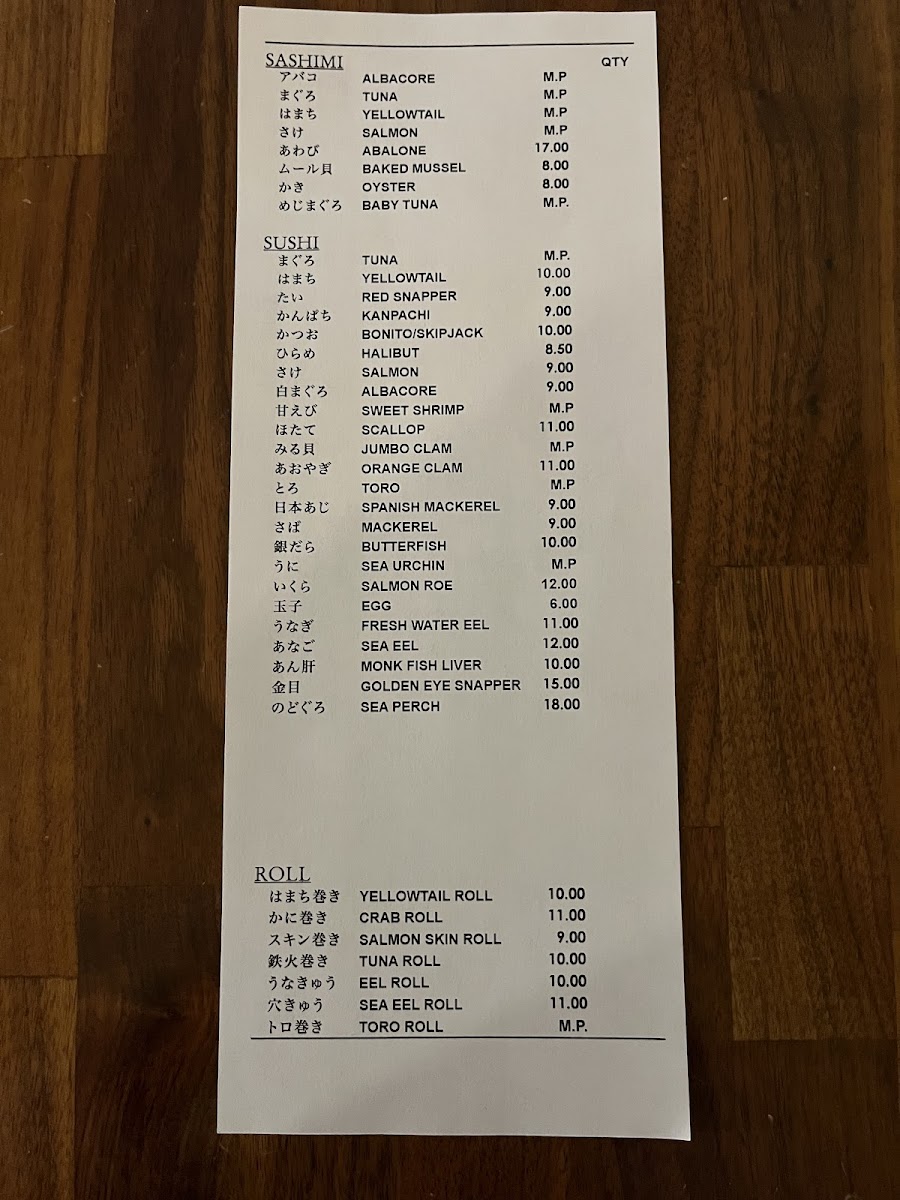 QTY
SASHIMI
アバコ ALBACORE M.P
まぐろ TUNA M.P
はまち YELLOWTAIL M.P
さけ SALMON M.P
あわび ABALONE 17.00
ムール貝 BAKED MUSSEL 8.00
かき OYSTER 8.00
めじまぐろ BABY TUNA M.P.
SUSHI
まぐろ TUNA M.P.
はまち YELLOWTAIL 10.00
たい RED SNAPPER 9.00
かんぱち KANPACHI 9.00
かつお BONITO/SKIPJACK 10.00
ひらめ HALIBUT 8.50
さけ SALMON 9.00
白まぐろ ALBACORE 9.00
甘えび SWEET SHRIMP M.P
ほたて SCALLOP 11.00
みる貝 JUMBO CLAM M.P
あおやぎ ORANGE CLAM 11.00
とろ TORO M.P
日本あじ SPANISH MACKEREL 9.00
さば MACKEREL 9.00
銀だら BUTTERFISH 10.00
うに SEA URCHIN M.P
いくら SALMON ROE 12.00
玉子 EGG 6.00
うなぎ FRESH WATER EEL 11.00
あなご SEA EEL 12.00
あん肝 MONK FISH LIVER 10.00
金目 GOLDEN EYE SNAPPER 15.00
のどぐろ SEA PERCH 18.00
ROLL
はまち巻き YELLOWTAIL ROLL 10.00
かに巻き CRAB ROLL 11.00
スキン巻き SALMON SKIN ROLL 9.00
鉄火巻き TUNA ROLL 10.00
うなきゅう EEL ROLL 10.00
穴きゅう SEA EEL ROLL 11.00
トロ巻き TORO ROLL M.P.